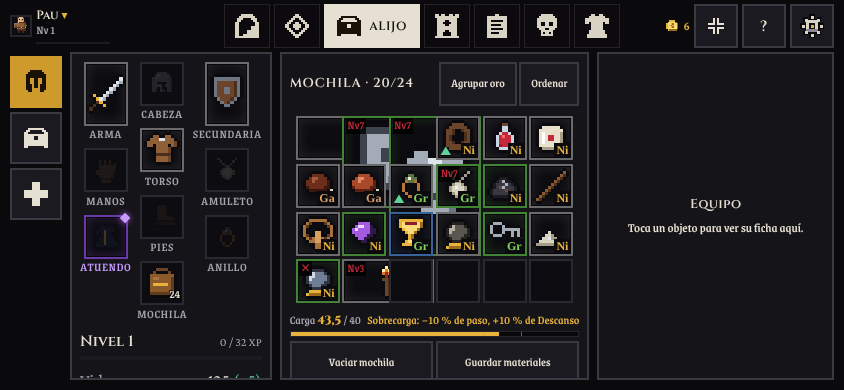 Pau ▾
Nv 1
ALIJO
6
?
ARMA
CABEZA
SECUNDARIA
MANOS
TORSO
AMULETO
ATUENDO
PIES
ANILLO
24
MOCHILA
Nivel 1
0 / 32 XP
Mochila · 20/24
Agrupar oro
Ordenar
Nv7
Nv7
Ni
Ni
Ni
Ga
Ga
Gr
Nv7
Gr
Ni
Ni
Ni
Ni
Gr
Ni
Gr
Ni
Ni
Nv3
Carga 43,5 / 40 Sobrecarga: −10 % de paso, +10 % de Descanso
Vaciar mochila
Guardar materiales
Equipo
Toca un objeto para ver su ficha aquí.